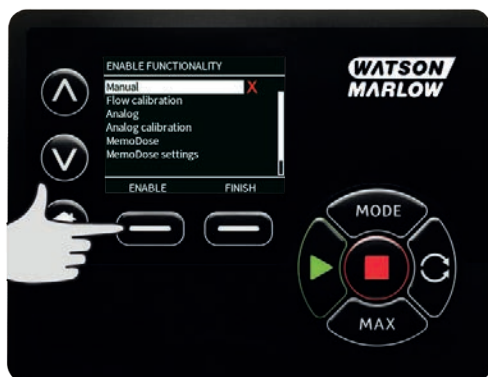 ENABLE FUNCTIONALITY
Manual X
Flow calibration
Analog
Analog calibration
MemoDose
MemoDose settings
ENABLE FINISH
WATSON
MARLOW
MODE
MAX